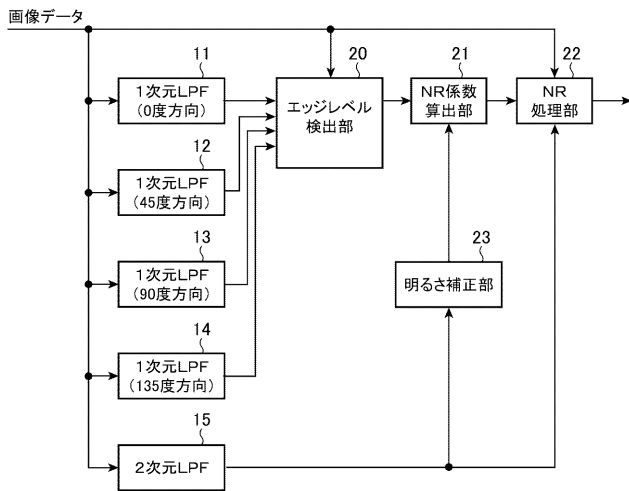 画像データ
11
1次元LPF
(0度方向)
12
1次元LPF
(45度方向)
13
1次元LPF
(90度方向)
14
1次元LPF
(135度方向)
15
2次元LPF
20
エッジレベル
検出部
21
NR係数
算出部
22
NR
処理部
23
明るさ補正部